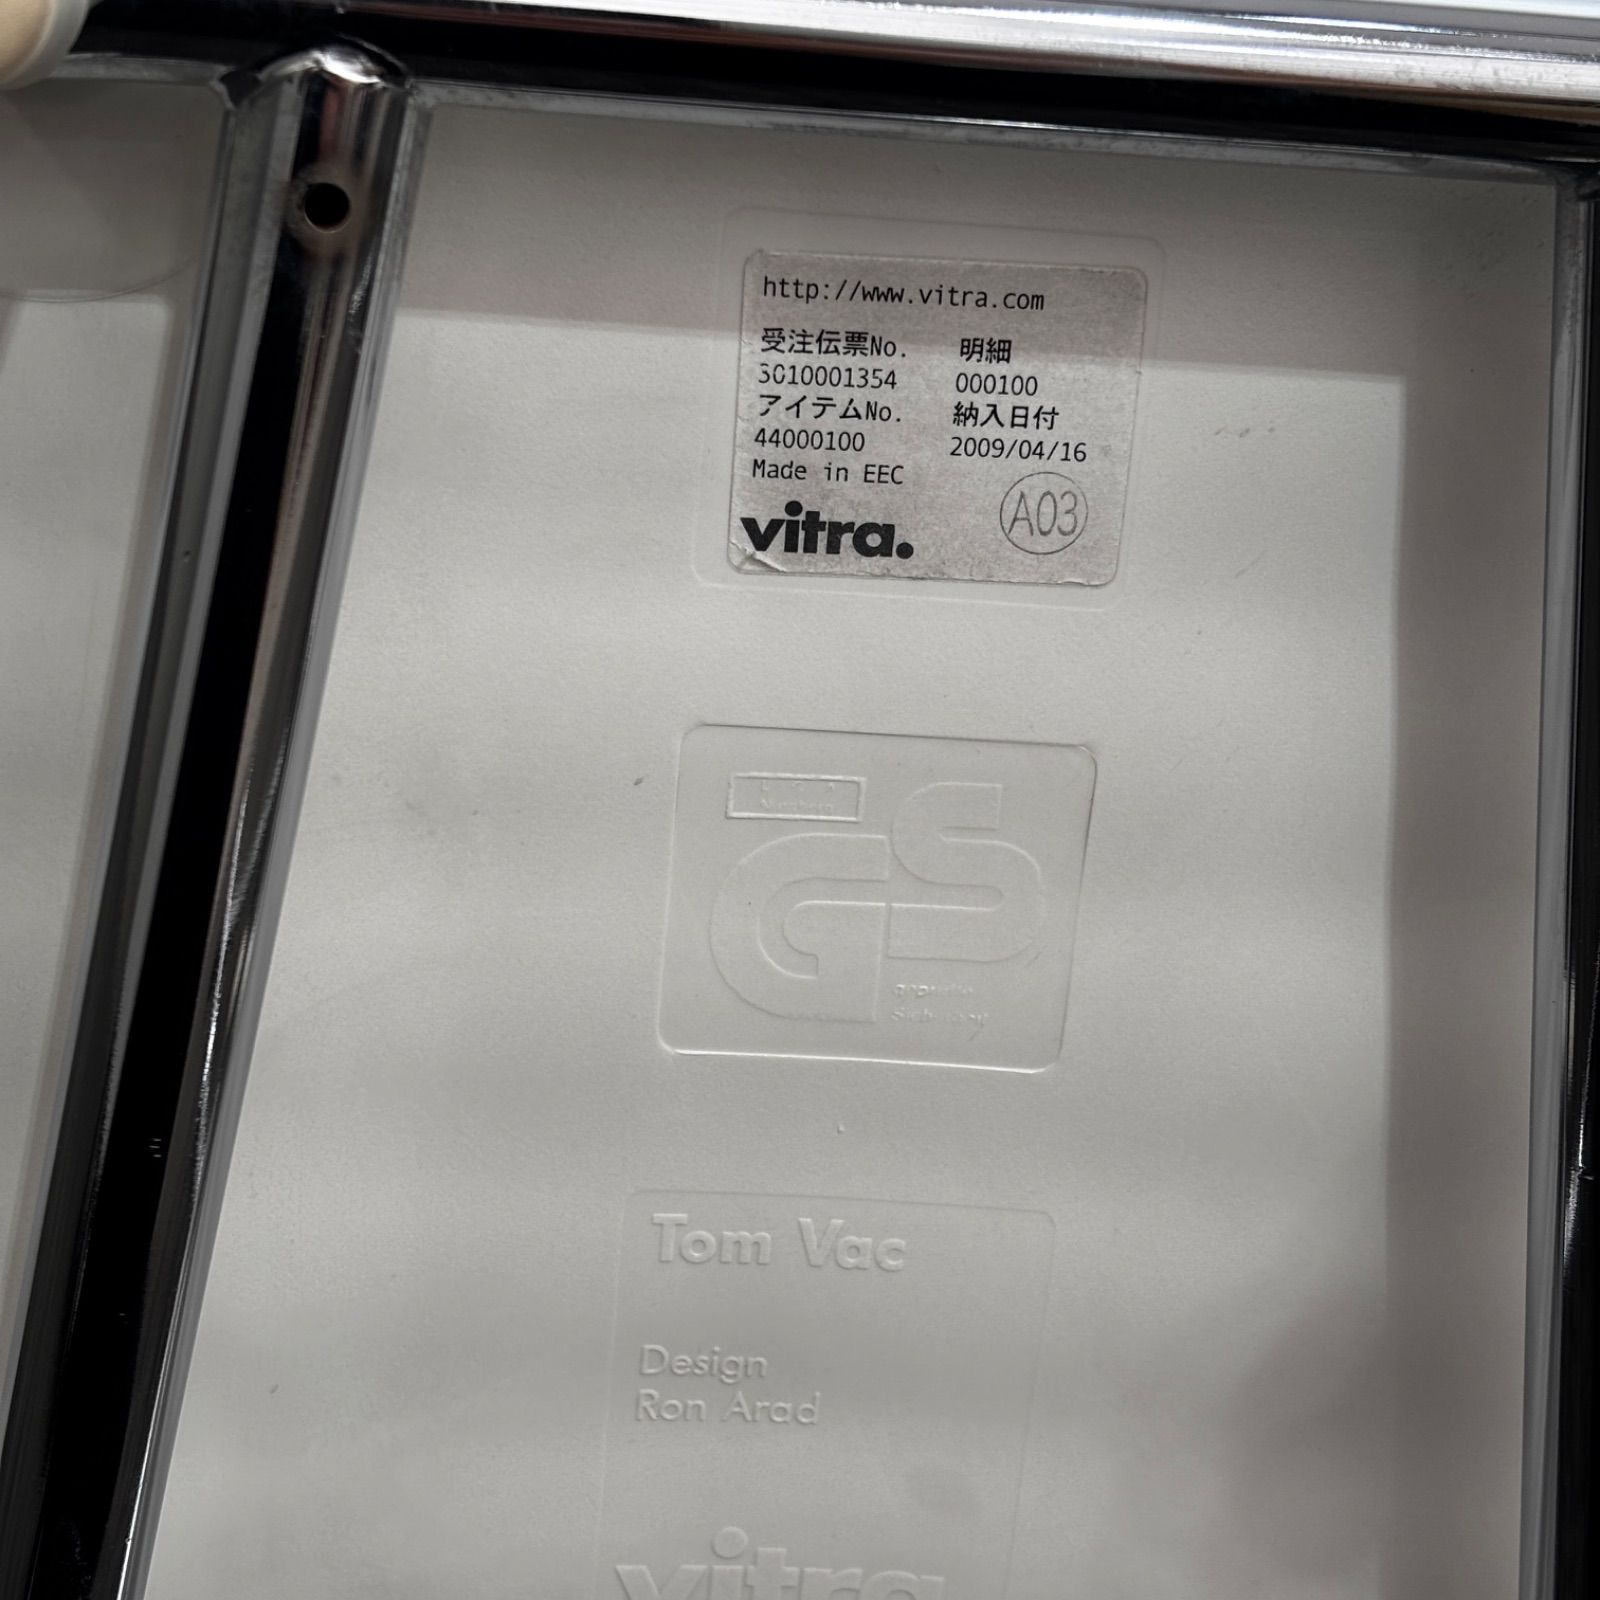 http://www.vitra.com
受注伝票No. 明細
3010001354 000100
アイテムNo. 納入日付
44000100 2009/04/16
Made in EEC
vitra. A03
GS
Tom Vac
Design
Ron Arad
vitra